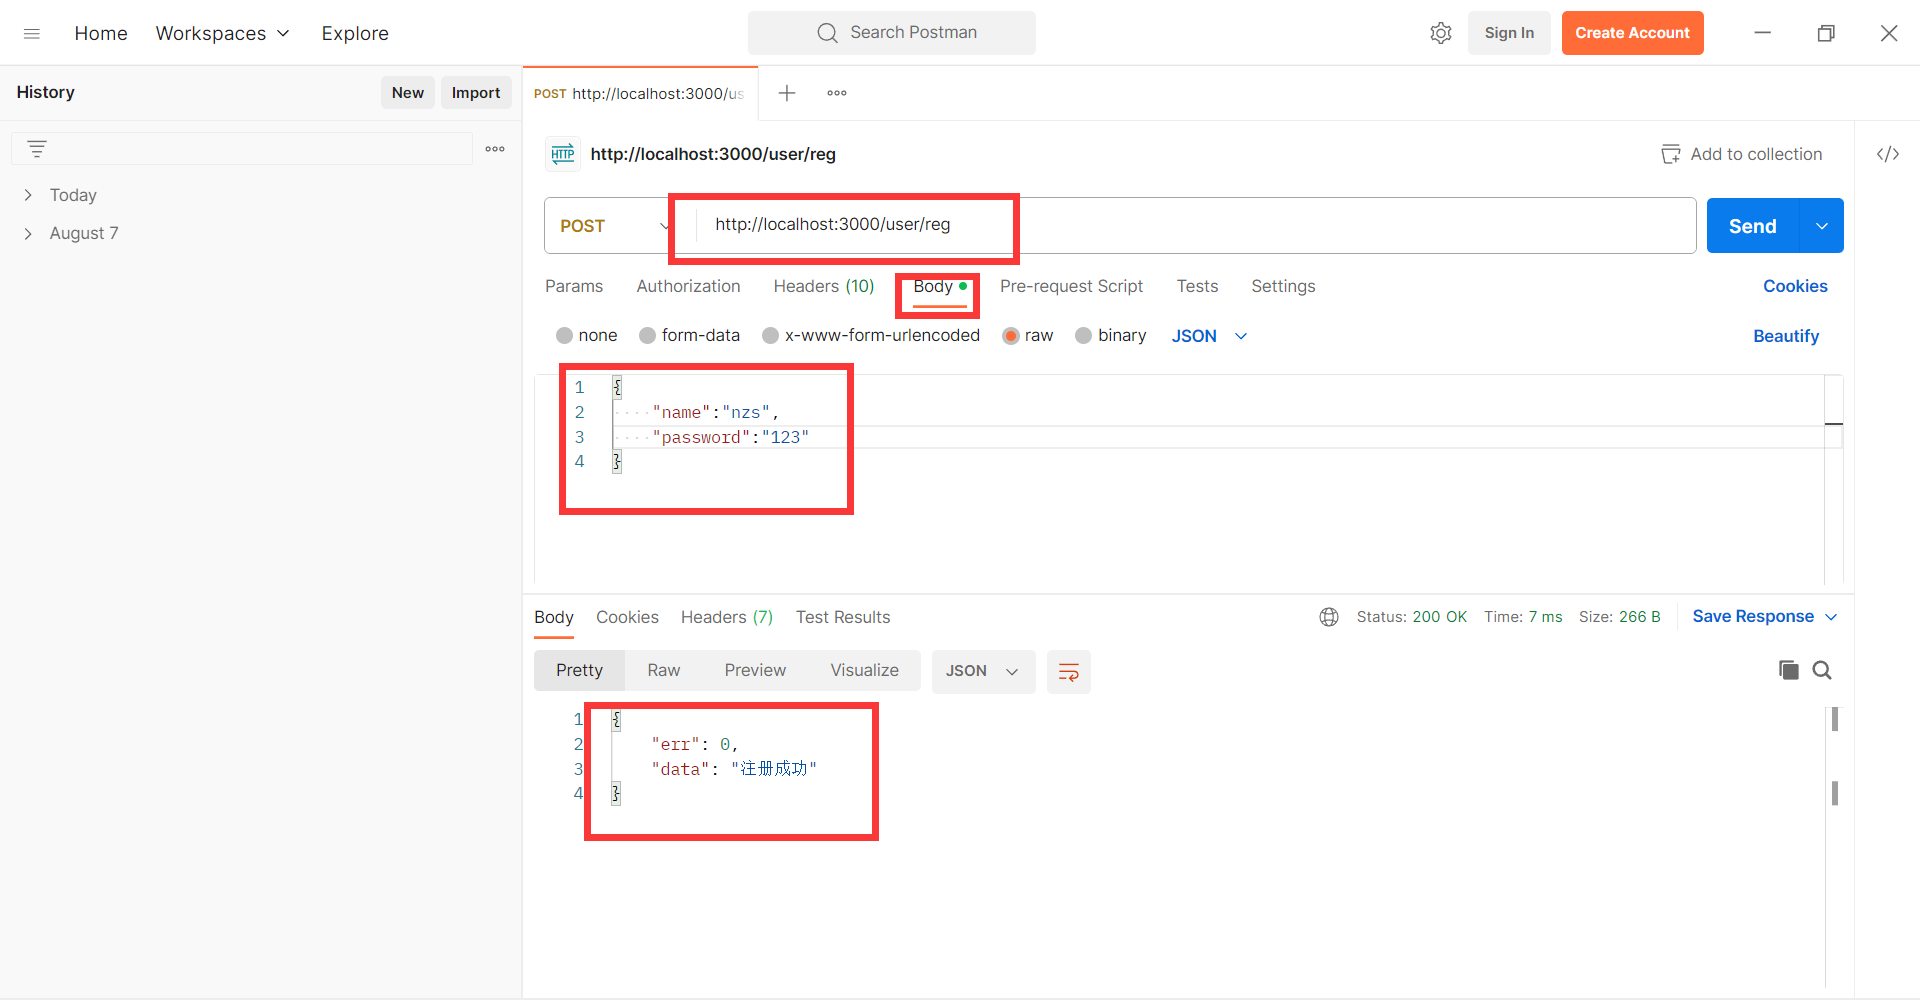 Home Workspaces Explore Search Postman Sign In Create Account
History New Import
POST http://localhost:3000/us
HTTP http://localhost:3000/user/reg Add to collection </>
Today
August 7
POST http://localhost:3000/user/reg Send
Params Authorization Headers (10) Body Pre-request Script Tests Settings Cookies
none form-data x-www-form-urlencoded raw binary JSON Beautify
1 {
2 ····"name":"nzs",
3 ····"password":"123"
4 }
Body Cookies Headers (7) Test Results Status: 200 OK Time: 7 ms Size: 266 B Save Response
Pretty Raw Preview Visualize JSON
1 {
2 "err": 0,
3 "data": "注册成功"
4 }